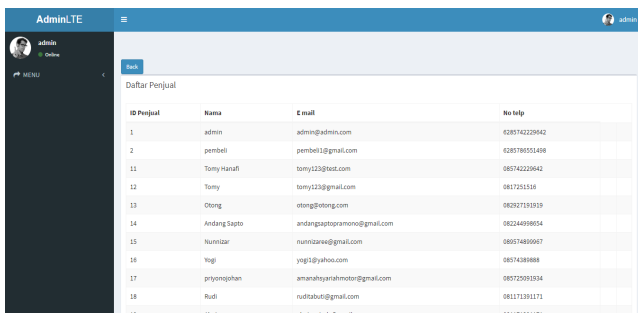 AdminLTE
admin
admin
Online
MENU
Back
Daftar Penjual
ID Penjual Nama E mail No telp
1 admin admin@admin.com 6285742229642
2 pembeli pembeli1@gmail.com 6285786551498
11 Tomy Hanafi tomy123@test.com 085742229642
12 Tomy tomy123@gmail.com 0817251516
13 Otong otong@otong.com 082927191919
14 Andang Sapto andangsaptopramono@gmail.com 082244998654
15 Nunnizar nunnizaree@gmail.com 089574899967
16 Yogi yogi1@yahoo.com 08574389888
17 priyonojohan amanahsyariahmotor@gmail.com 085725091934
18 Rudi ruditabuti@gmail.com 081171391171